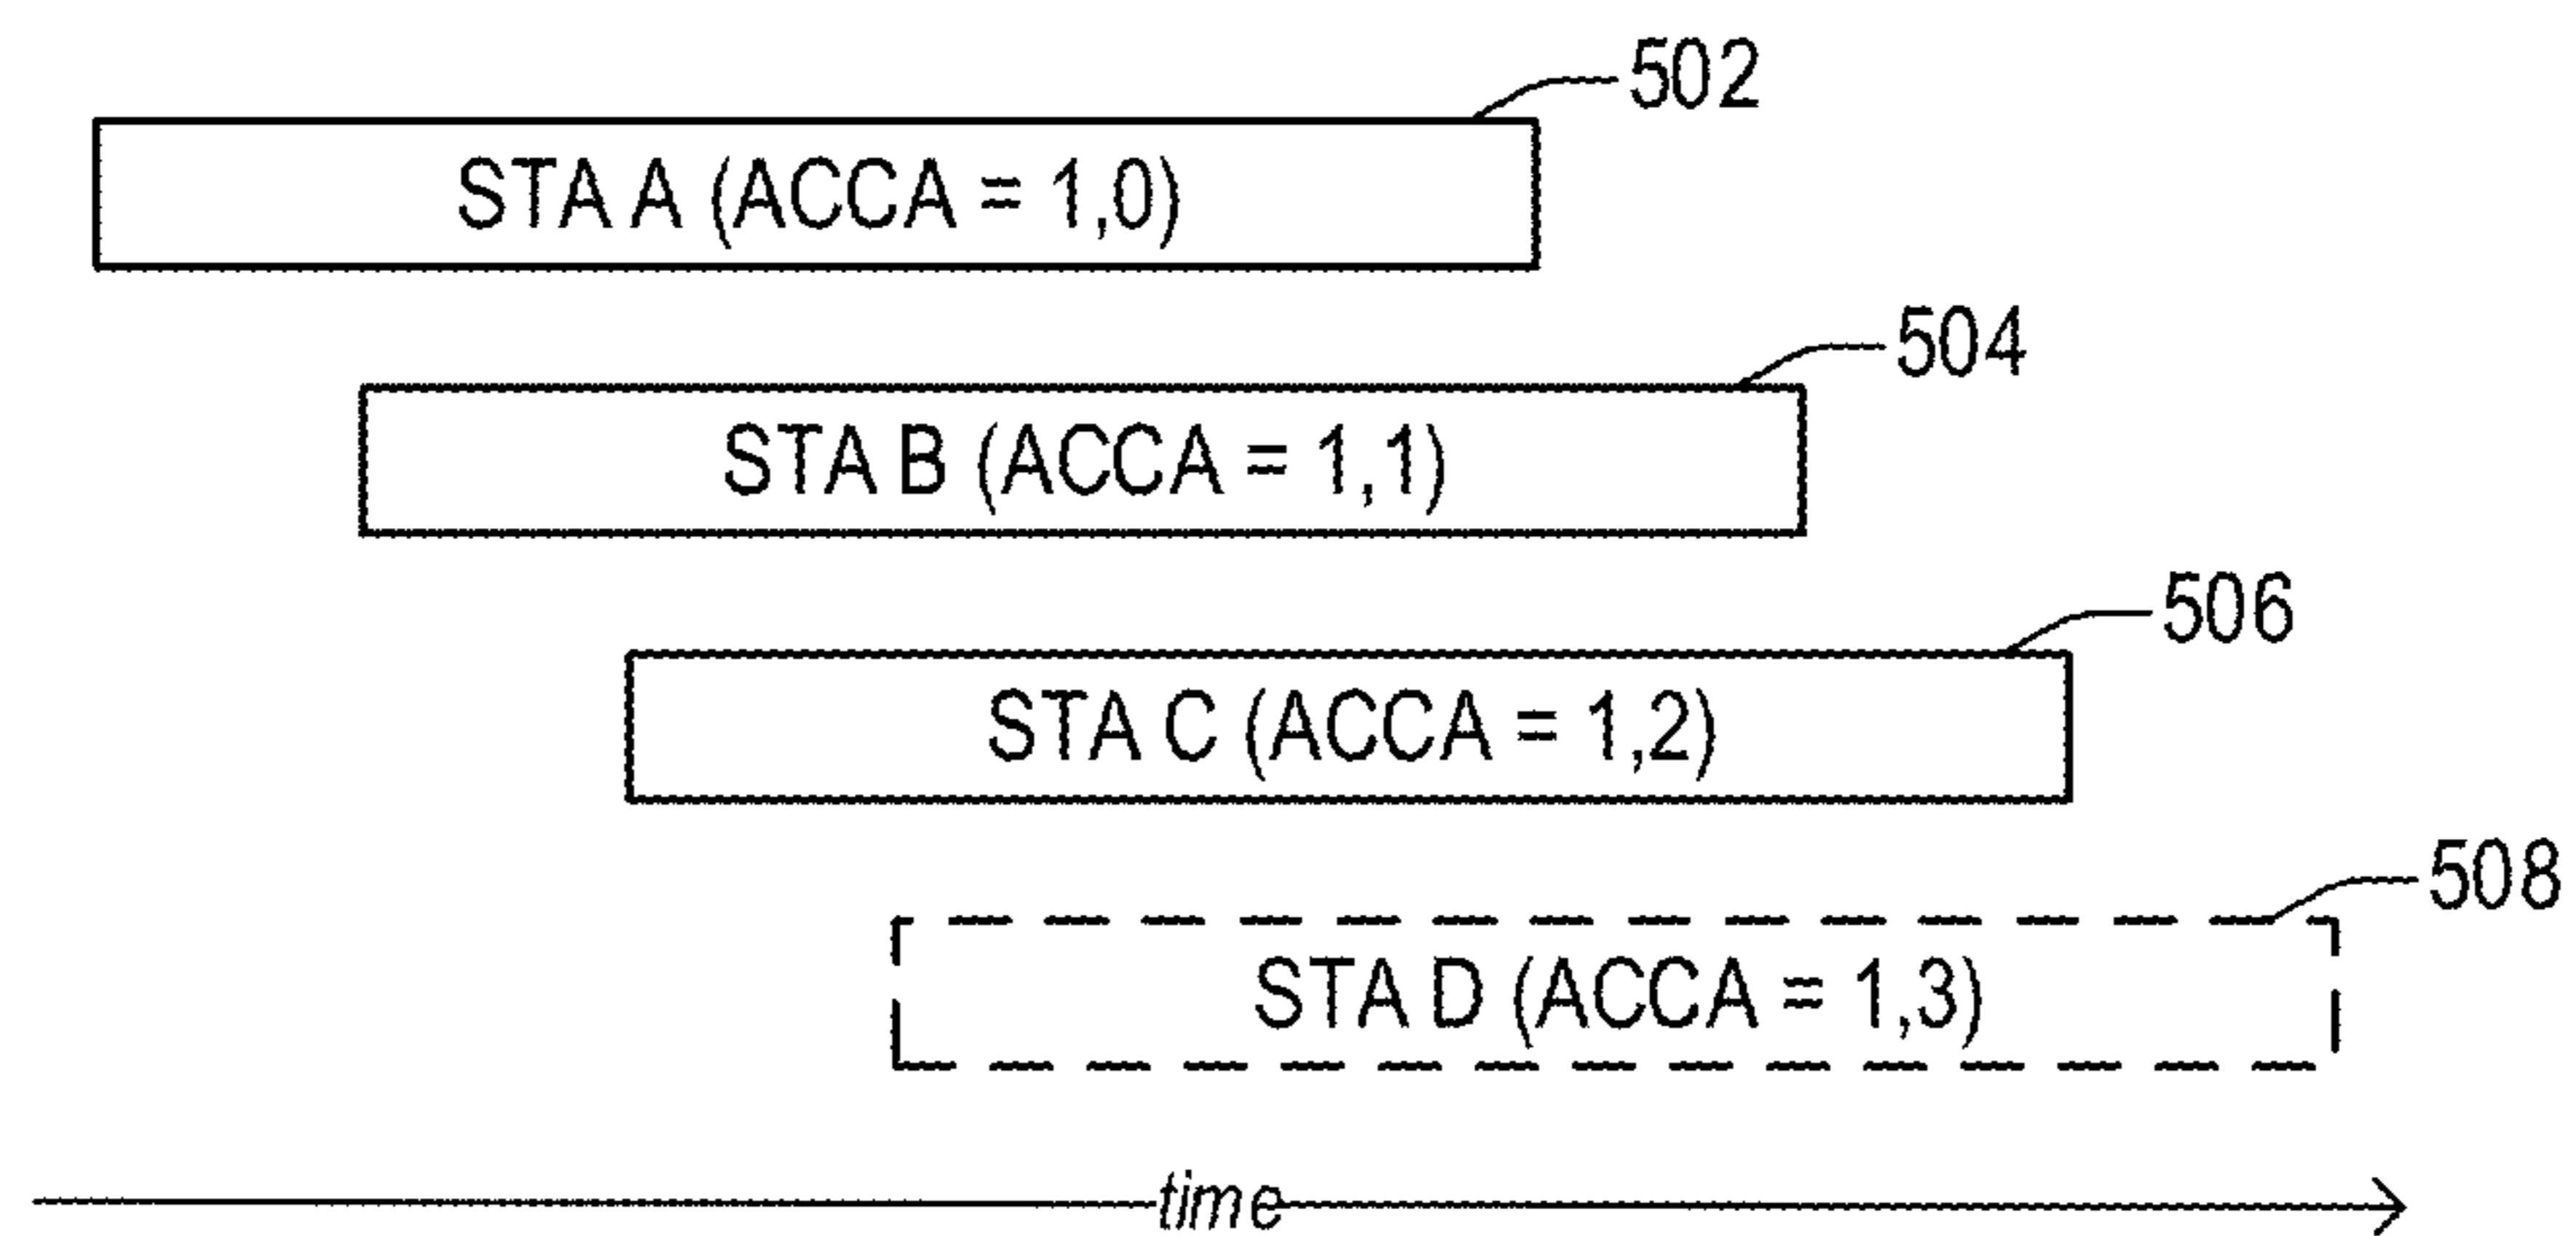 502
STA A (ACCA = 1,0)
504
STA B (ACCA = 1,1)
506
STA C (ACCA = 1,2)
508
STA D (ACCA = 1,3)
time